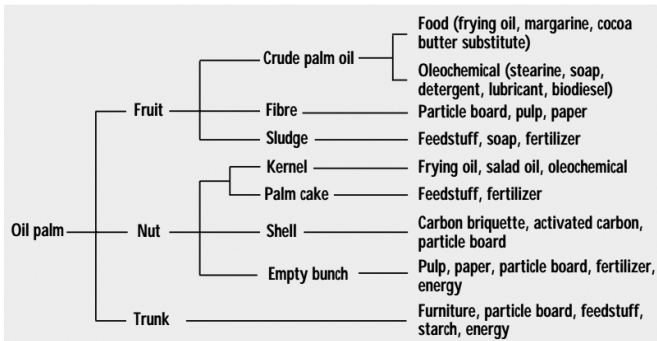 Food (frying oil, margarine, cocoa
butter substitute)
Crude palm oil
Oleochemical (stearine, soap,
detergent, lubricant, biodiesel)
Fruit
Fibre
Particle board, pulp, paper
Sludge
Feedstuff, soap, fertilizer
Kernel
Frying oil, salad oil, oleochemical
Palm cake
Feedstuff, fertilizer
Oil palm
Nut
Shell
Carbon briquette, activated carbon,
particle board
Empty bunch
Pulp, paper, particle board, fertilizer,
energy
Trunk
Furniture, particle board, feedstuff,
starch, energy